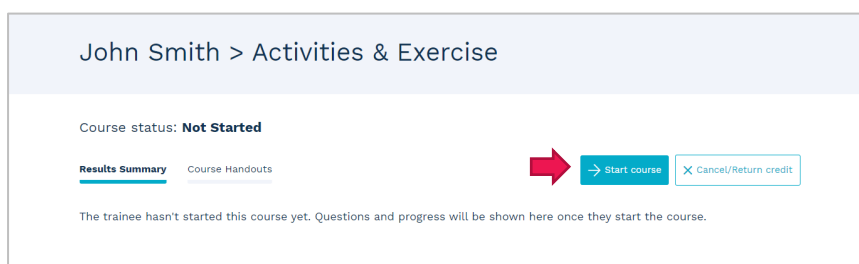 John Smith > Activities & Exercise
Course status: Not Started
Results Summary Course Handouts → Start course × Cancel/Return credit
The trainee hasn't started this course yet. Questions and progress will be shown here once they start the course.